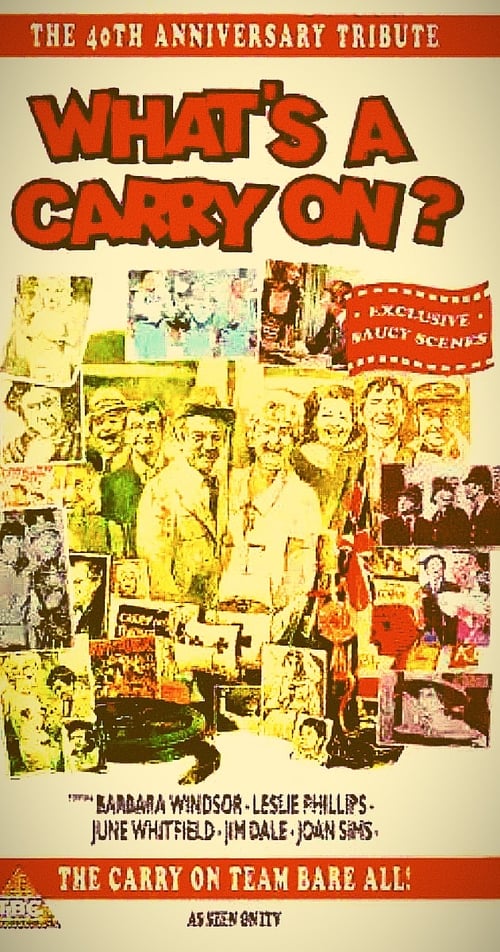 THE 40TH ANNIVERSARY TRIBUTE
WHAT'S A
CARRY ON?
EXCLUSIVE
SAUCY SCENES
BARBARA WINDSOR · LESLIE PHILLIPS ·
JUNE WHITFIELD · JIM DALE · JOAN SIMS ·
THE CARRY ON TEAM BARE ALL!
AS SEEN ON ITV